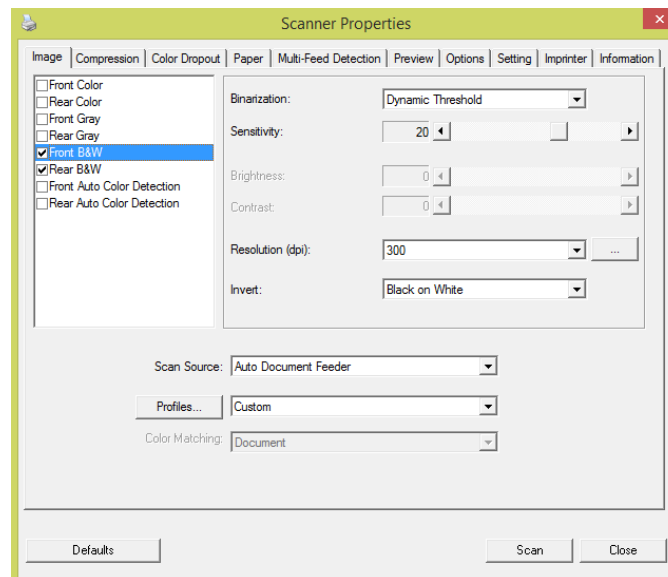 Scanner Properties
Image Compression Color Dropout Paper Multi-Feed Detection Preview Options Setting Imprinter Information
Front Color
Rear Color
Front Gray
Rear Gray
Front B&W
Rear B&W
Front Auto Color Detection
Rear Auto Color Detection
Binarization: Dynamic Threshold
Sensitivity: 20
Brightness: 0
Contrast: 0
Resolution (dpi): 300 ...
Invert: Black on White
Scan Source: Auto Document Feeder
Profiles... Custom
Color Matching: Document
Defaults Scan Close